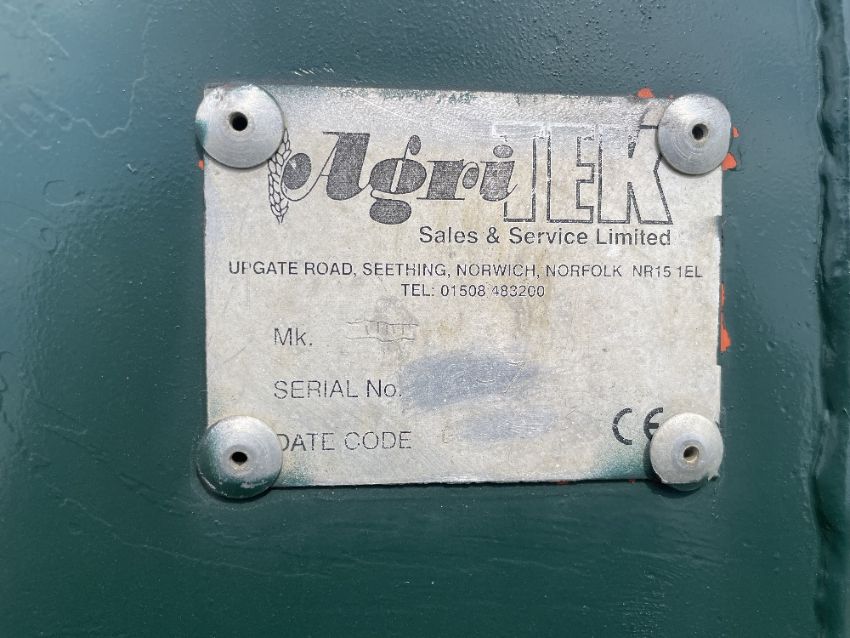 AgriTEK
Sales & Service Limited
UPGATE ROAD, SEETHING, NORWICH, NORFOLK NR15 1EL
TEL: 01508 483200
Mk.
SERIAL No.
DATE CODE
CE